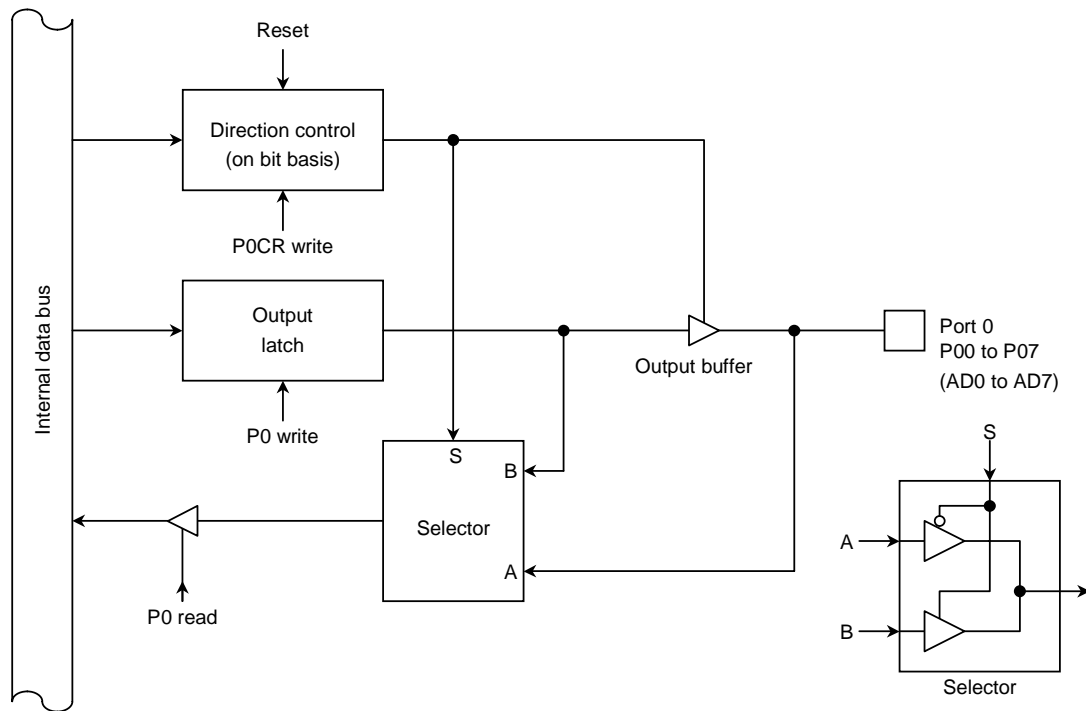 Reset
Direction control
(on bit basis)
P0CR write
Internal data bus
Output
latch
P0 write
Output buffer
Port 0
P00 to P07
(AD0 to AD7)
S
B
Selector
A
P0 read
S
A
B
Selector